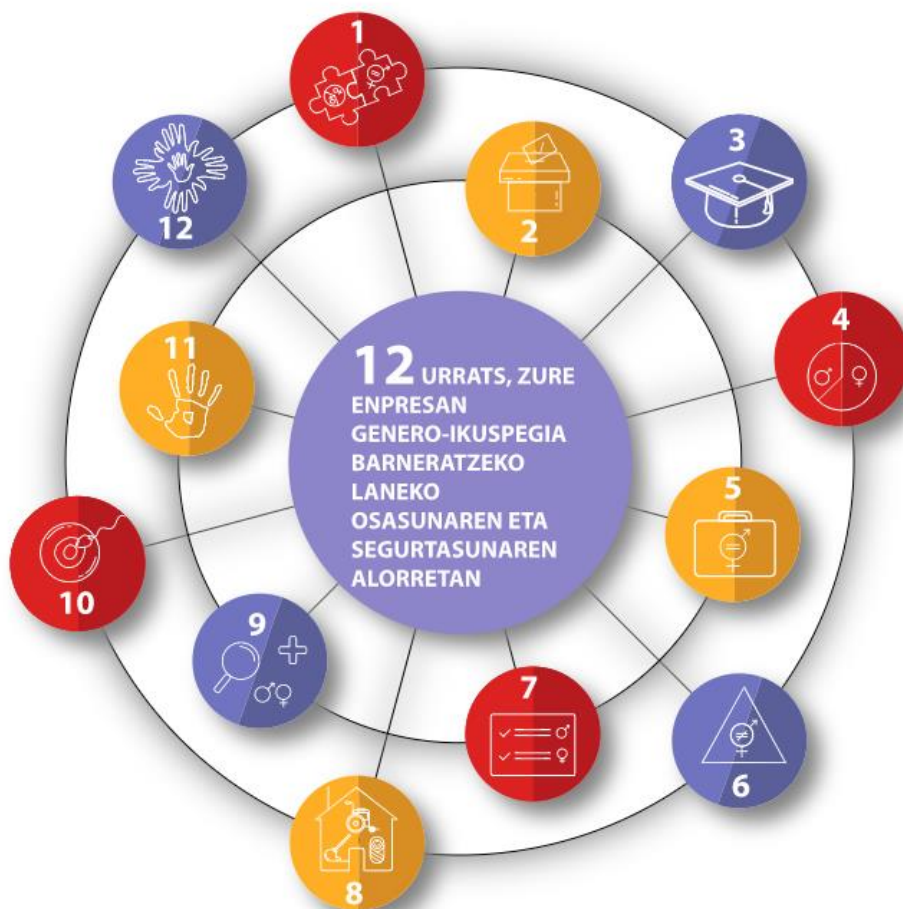 1
2
3
12
4
11
12 URRATS, ZURE
ENPRESAN
GENERO-IKUSPEGIA
BARNERATZEKO
LANEKO
OSASUNAREN ETA
SEGURTASUNAREN
ALORRETAN
5
10
9
7
6
8